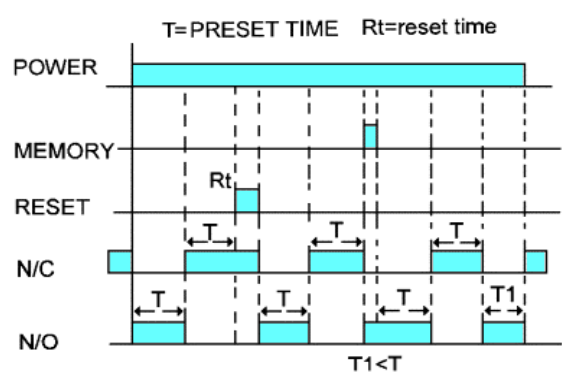 T=PRESET TIME Rt=reset time
POWER
MEMORY
Rt
RESET
T T T
N/C
T T T T1
N/O
T1<T